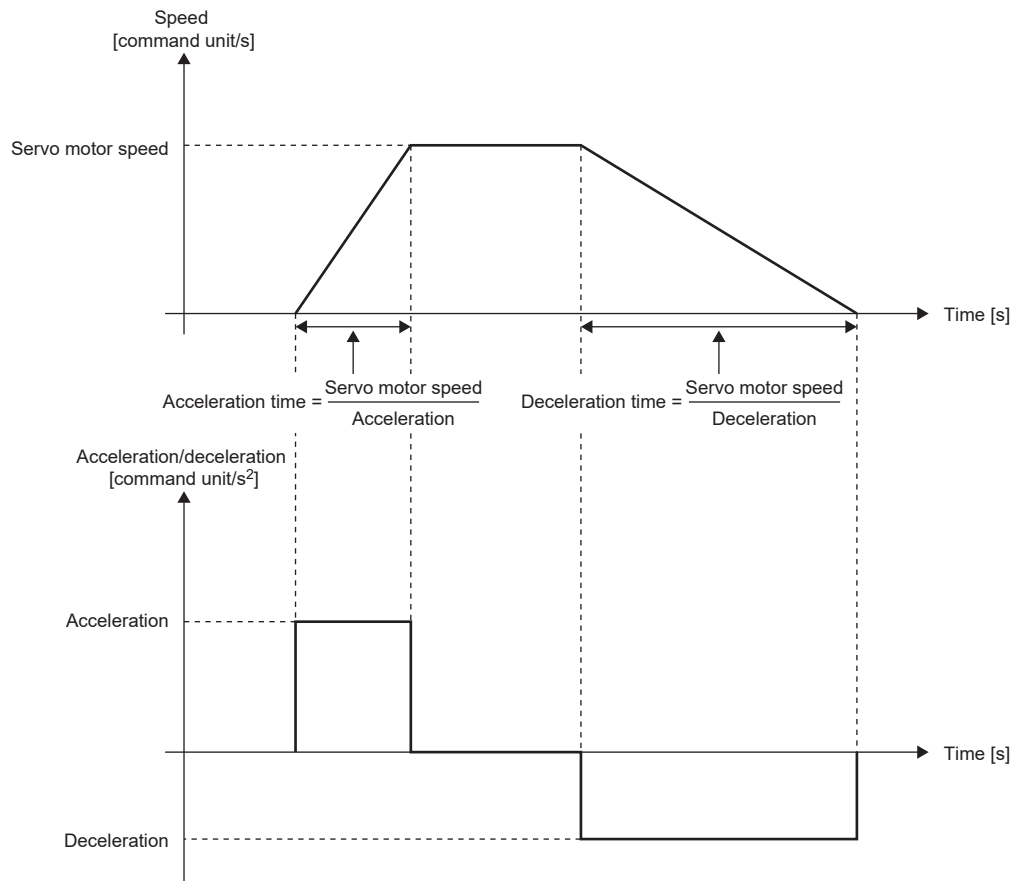 Speed
[command unit/s]
Servo motor speed
Time [s]
Acceleration time = Servo motor speed
Acceleration
Deceleration time = Servo motor speed
Deceleration
Acceleration/deceleration
[command unit/s²]
Acceleration
Time [s]
Deceleration